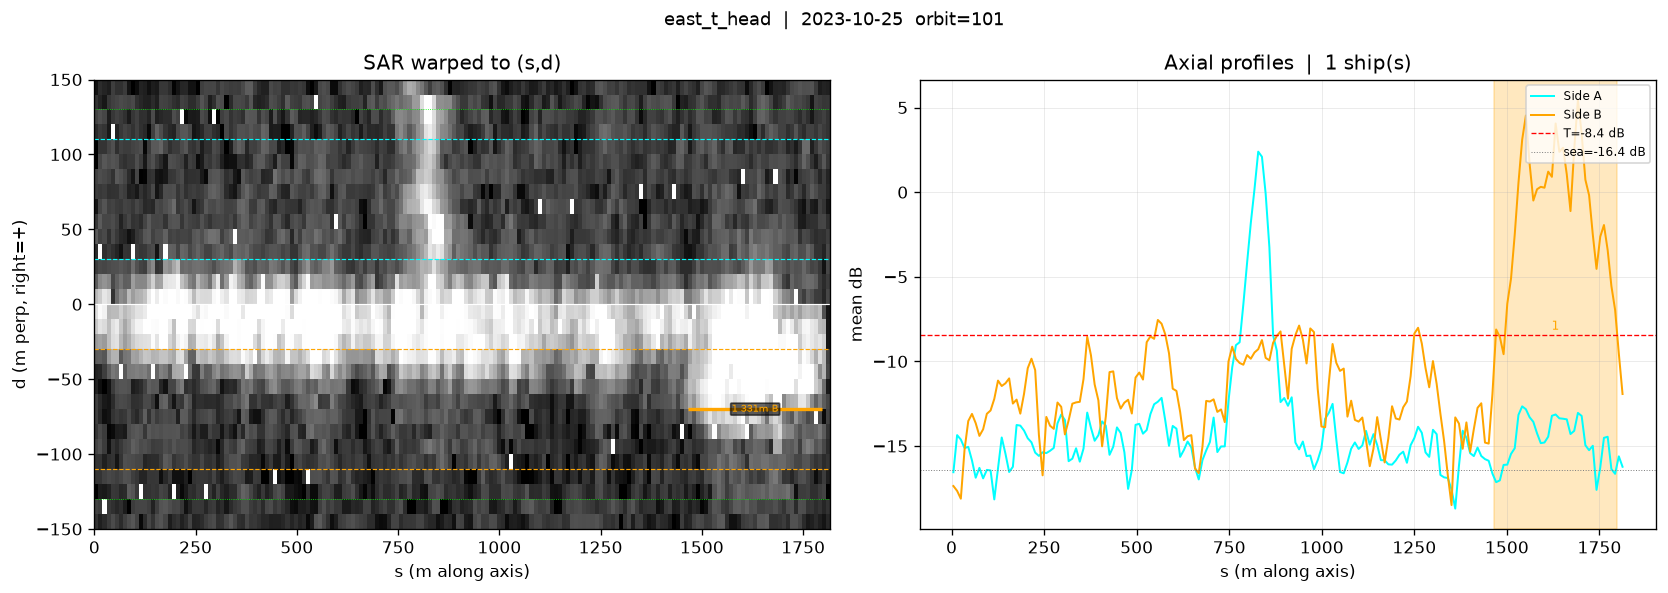 east_t_head | 2023-10-25 orbit=101
SAR warped to (s,d)
150
100
50
0
−50
−100
−150
d (m perp, right=+)
1.331m B
0
250
500
750
1000
1250
1500
1750
s (m along axis)
Axial profiles | 1 ship(s)
5
0
−5
−10
−15
mean dB
Side A
Side B
T=-8.4 dB
sea=-16.4 dB
1
0
250
500
750
1000
1250
1500
1750
s (m along axis)